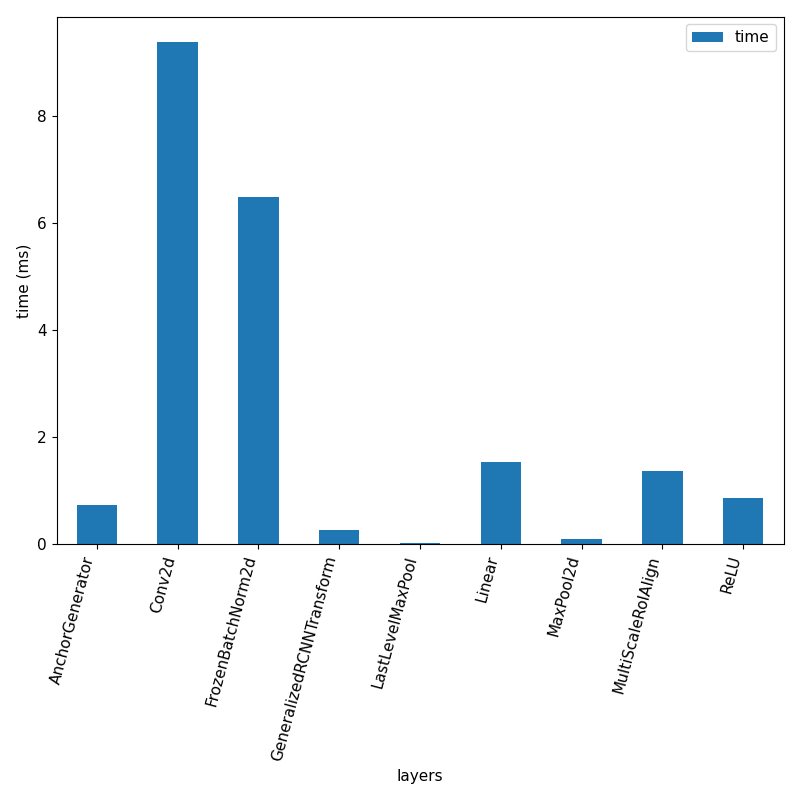 time
time (ms)
8
6
4
2
0
AnchorGenerator
Conv2d
FrozenBatchNorm2d
GeneralizedRCNNTransform
LastLevelMaxPool
Linear
MaxPool2d
MultiScaleRoIAlign
ReLU
layers